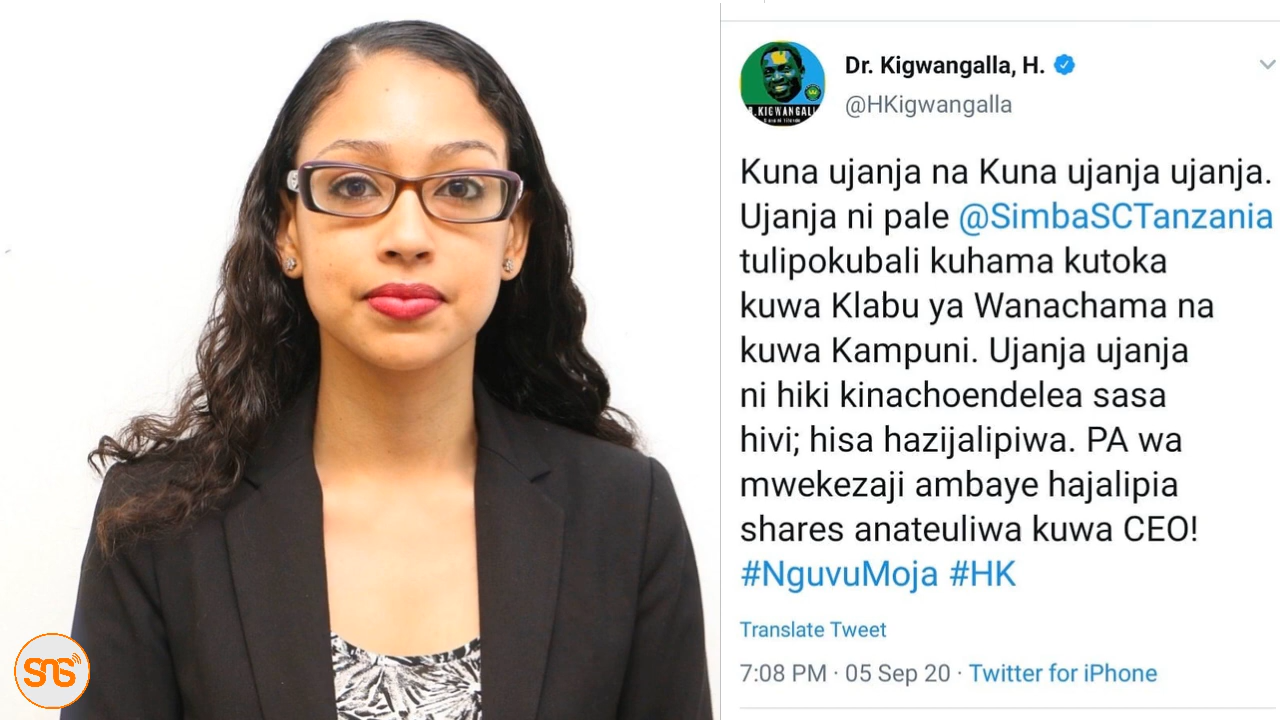 Dr. Kigwangalla, H.
@HKigwangalla
Kuna ujanja na Kuna ujanja ujanja.
Ujanja ni pale @SimbaSCTanzania
tulipokubali kuhama kutoka
kuwa Klabu ya Wanachama na
kuwa Kampuni. Ujanja ujanja
ni hiki kinachoendelea sasa
hivi; hisa hazijalipiwa. PA wa
mwekezaji ambaye hajalipia
shares anateuliwa kuwa CEO!
#NguvuMoja #HK
Translate Tweet
7:08 PM · 05 Sep 20 · Twitter for iPhone
SNS